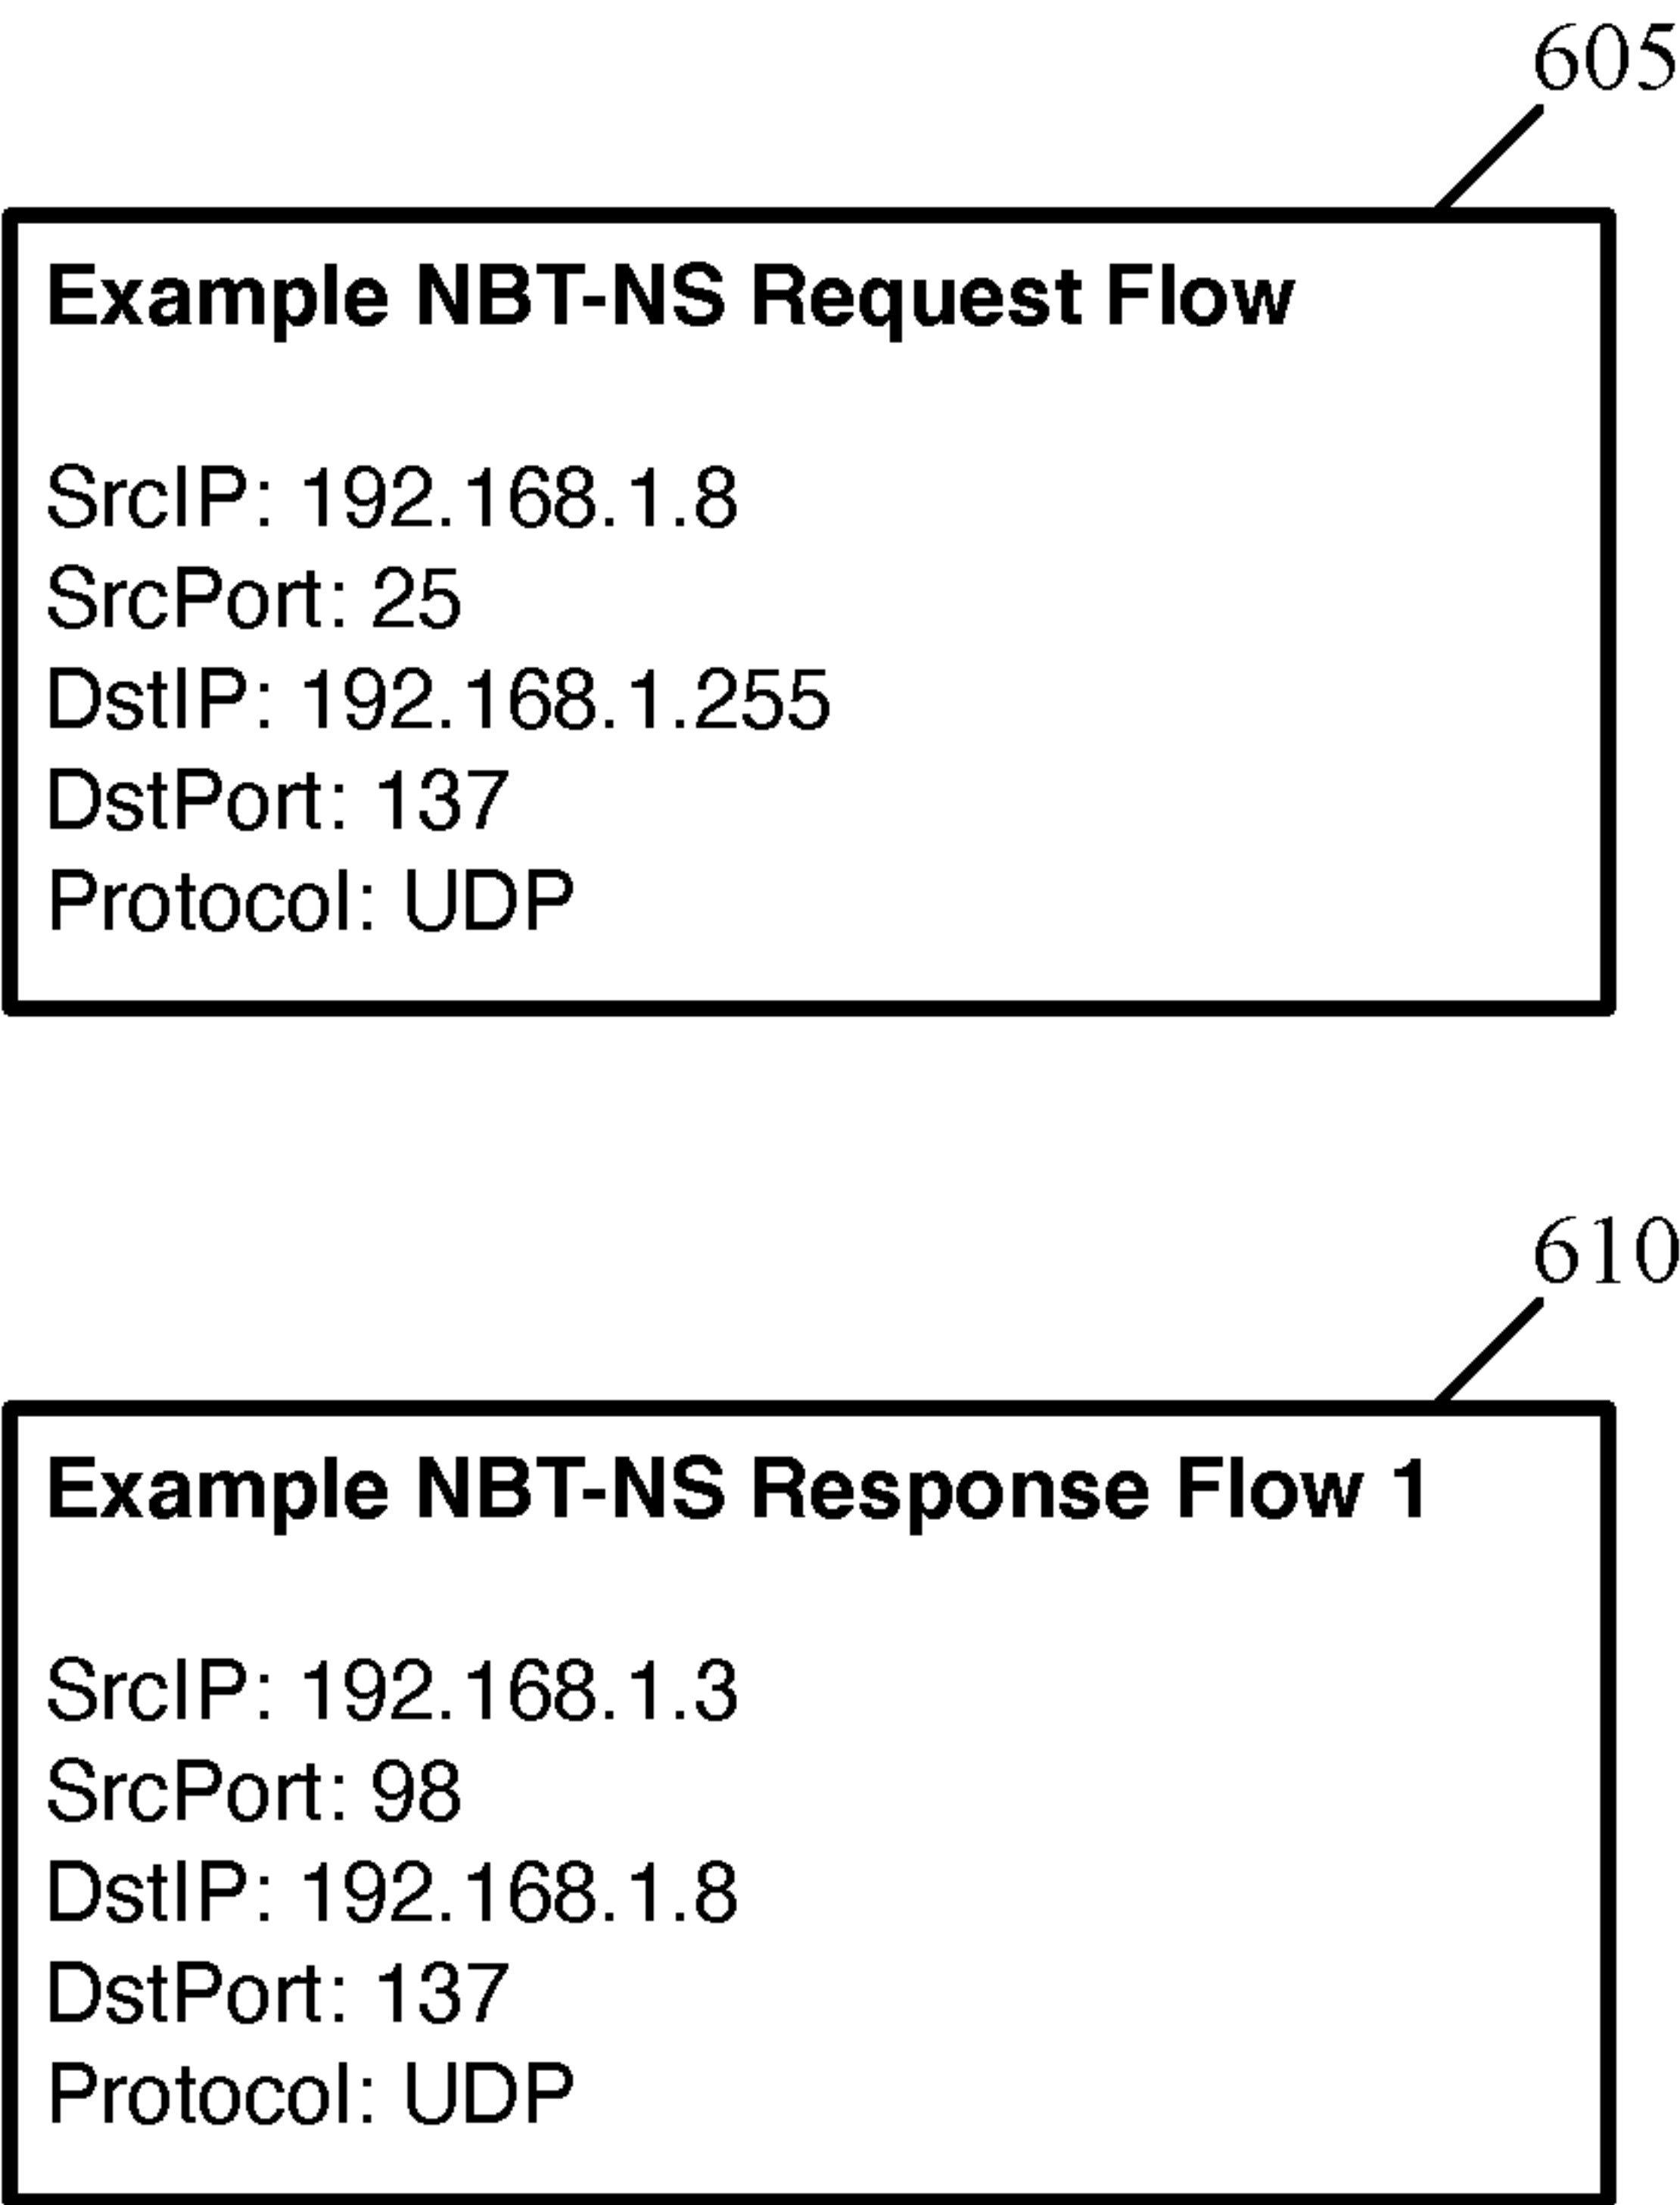 605
Example NBT-NS Request Flow
SrcIP: 192.168.1.8
SrcPort: 25
DstIP: 192.168.1.255
DstPort: 137
Protocol: UDP
610
Example NBT-NS Response Flow 1
SrcIP: 192.168.1.3
SrcPort: 98
DstIP: 192.168.1.8
DstPort: 137
Protocol: UDP